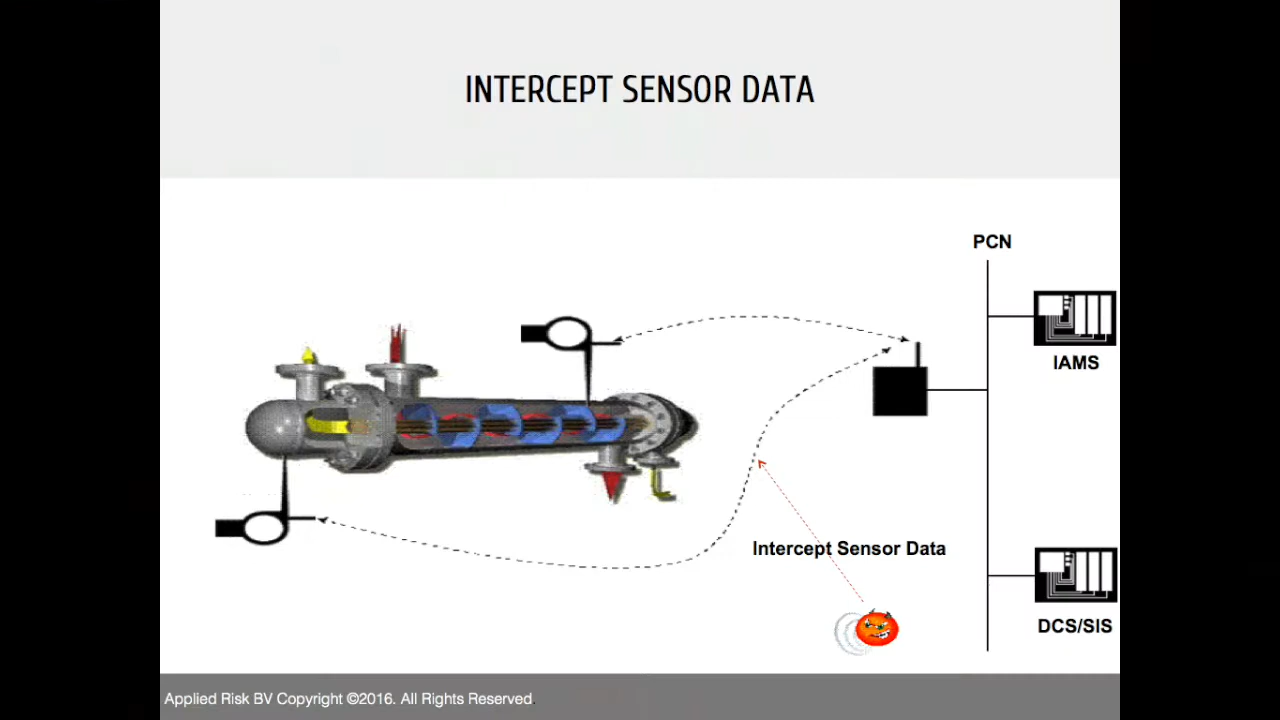 INTERCEPT SENSOR DATA
PCN
IAMS
Intercept Sensor Data
DCS/SIS
Applied Risk BV Copyright ©2016. All Rights Reserved.